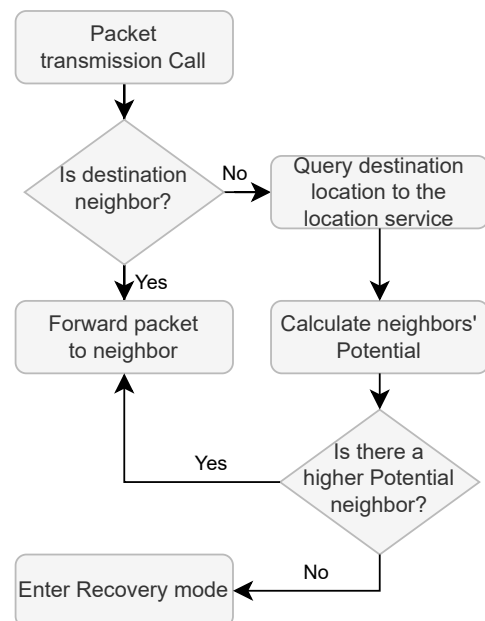 Packet
transmission Call
Is destination
neighbor?
No
Query destination
location to the
location service
Yes
Forward packet
to neighbor
Calculate neighbors'
Potential
Is there a
higher Potential
neighbor?
Yes
No
Enter Recovery mode